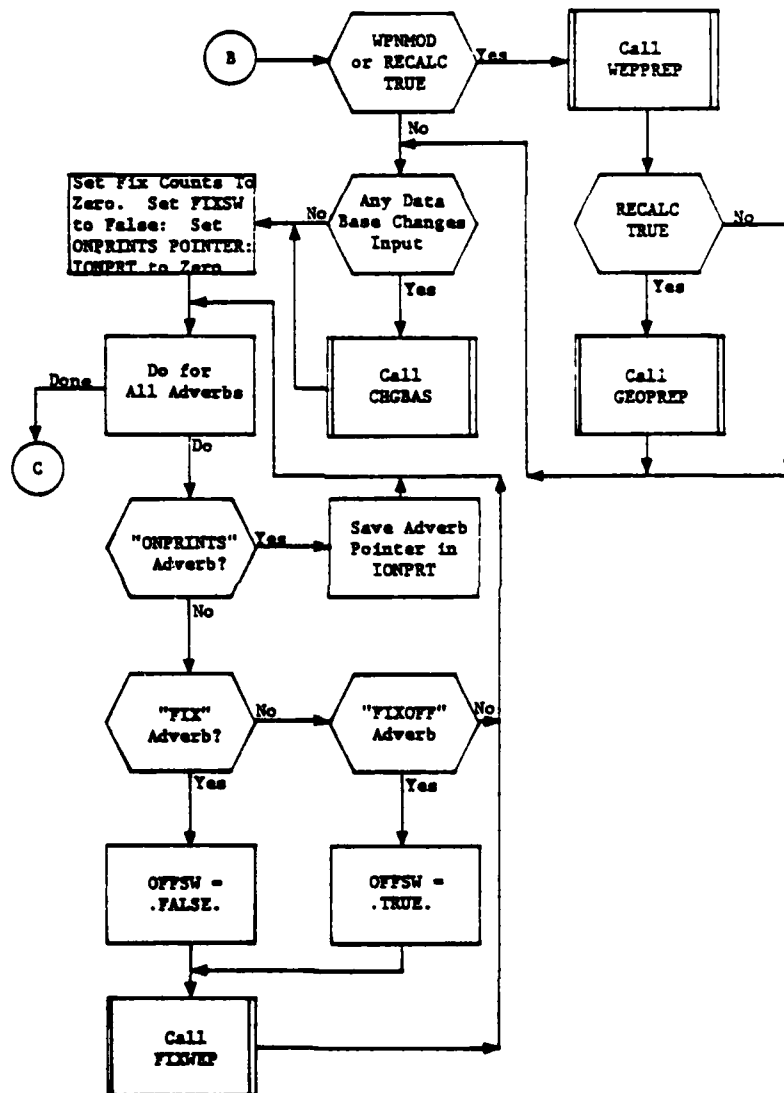 B
WPNMOD
or RECALC
TRUE
Yes
Call
WEPPREP
No
Set Fix Counts To
Zero. Set FIXSW
to False: Set
ONPRINTS POINTER:
IONPRT to Zero
No
Any Data
Base Changes
Input
RECALC
TRUE
No
Yes
Yes
Done
Do for
All Adverbs
Call
CHGBAS
Call
GEOPREP
C
Do
"ONPRINTS"
Adverb?
Yes
Save Adverb
Pointer in
IONPRT
No
"FIX"
Adverb?
No
"FIXOFF"
Adverb
No
Yes
Yes
OFFSW =
.FALSE.
OFFSW =
.TRUE.
Call
FIXWEP